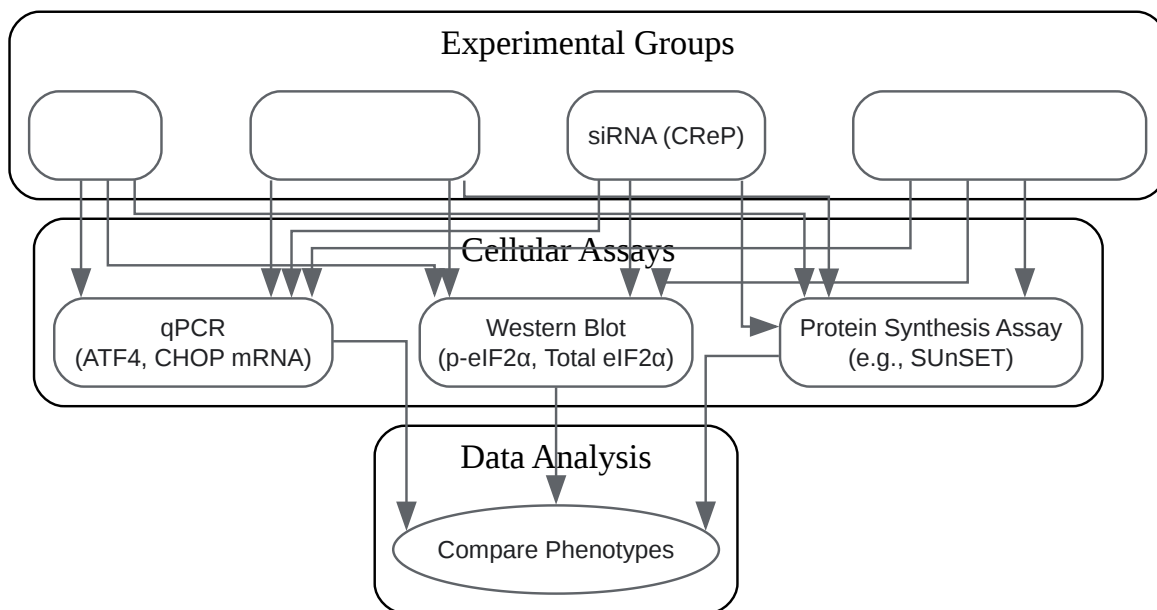 Experimental Groups
siRNA (CReP)
Cellular Assays
qPCR
(ATF4, CHOP mRNA)
Western Blot
(p-eIF2α, Total eIF2α)
Protein Synthesis Assay
(e.g., SUnSET)
Data Analysis
Compare Phenotypes